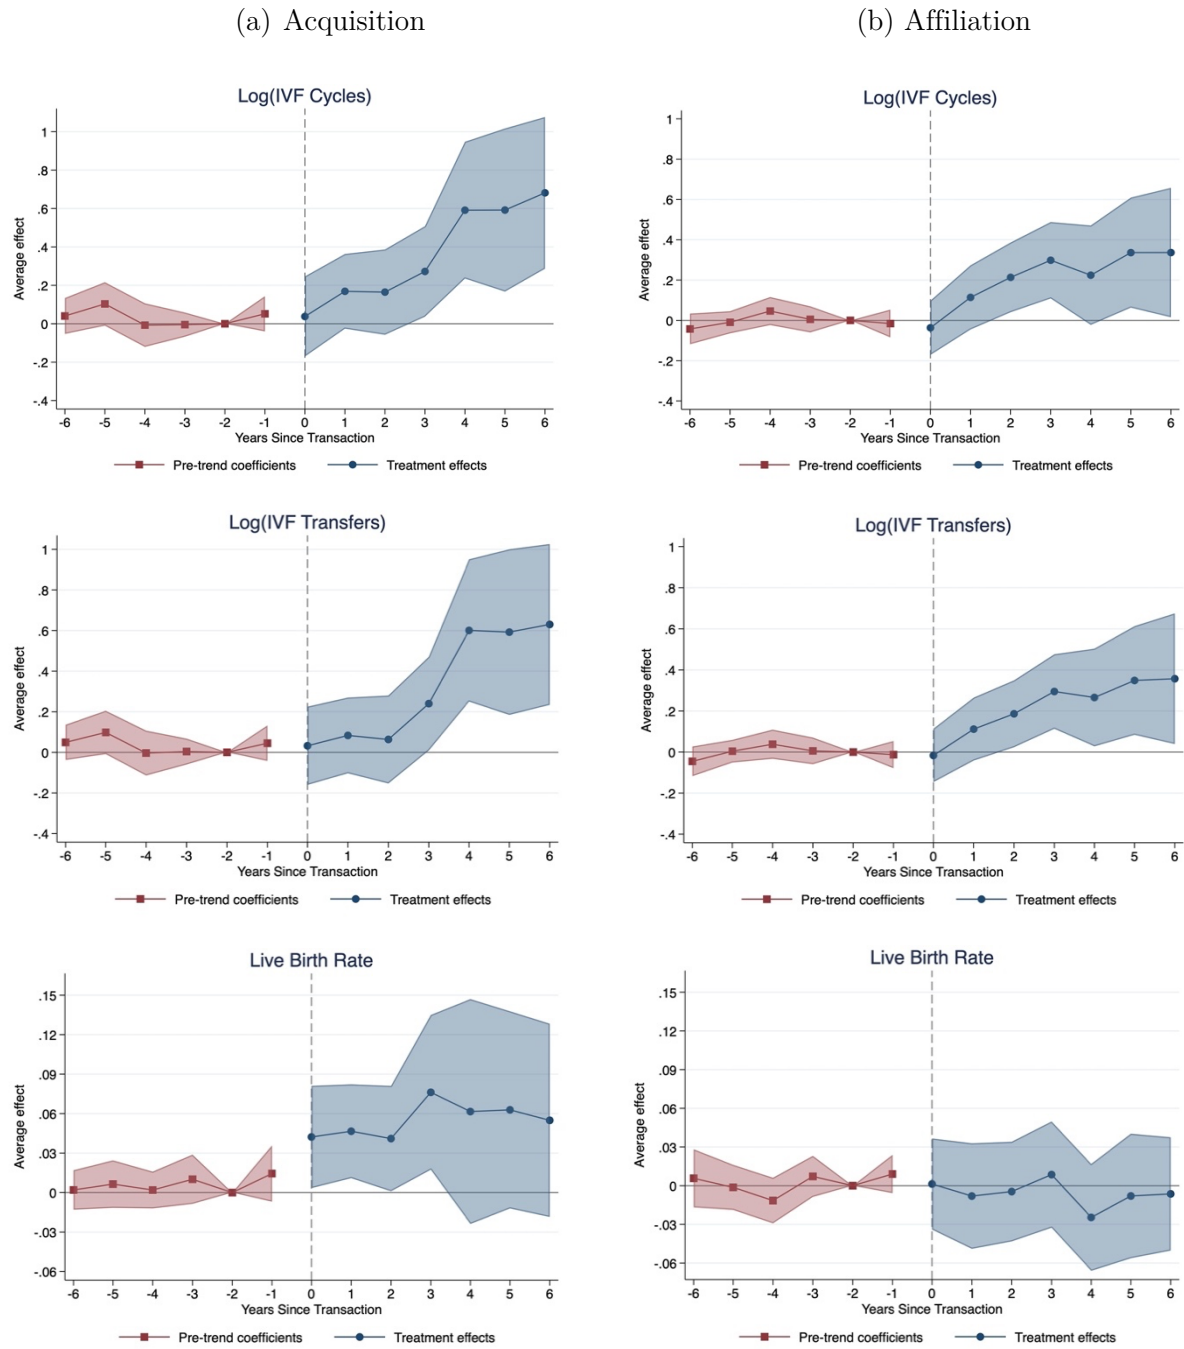 (a) Acquisition
(b) Affiliation
Log(IVF Cycles)
Average effect
1
.8
.6
.4
.2
0
-.2
-.4
-6 -5 -4 -3 -2 -1 0 1 2 3 4 5 6
Years Since Transaction
Pre-trend coefficients Treatment effects
Log(IVF Cycles)
Average effect
1
.8
.6
.4
.2
0
-.2
-.4
-6 -5 -4 -3 -2 -1 0 1 2 3 4 5 6
Years Since Transaction
Pre-trend coefficients Treatment effects
Log(IVF Transfers)
Average effect
1
.8
.6
.4
.2
0
-.2
-.4
-6 -5 -4 -3 -2 -1 0 1 2 3 4 5 6
Years Since Transaction
Pre-trend coefficients Treatment effects
Log(IVF Transfers)
Average effect
1
.8
.6
.4
.2
0
-.2
-.4
-6 -5 -4 -3 -2 -1 0 1 2 3 4 5 6
Years Since Transaction
Pre-trend coefficients Treatment effects
Live Birth Rate
Average effect
.15
.12
.09
.06
.03
0
-.03
-.06
-6 -5 -4 -3 -2 -1 0 1 2 3 4 5 6
Years Since Transaction
Pre-trend coefficients Treatment effects
Live Birth Rate
Average effect
.15
.12
.09
.06
.03
0
-.03
-.06
-6 -5 -4 -3 -2 -1 0 1 2 3 4 5 6
Years Since Transaction
Pre-trend coefficients Treatment effects